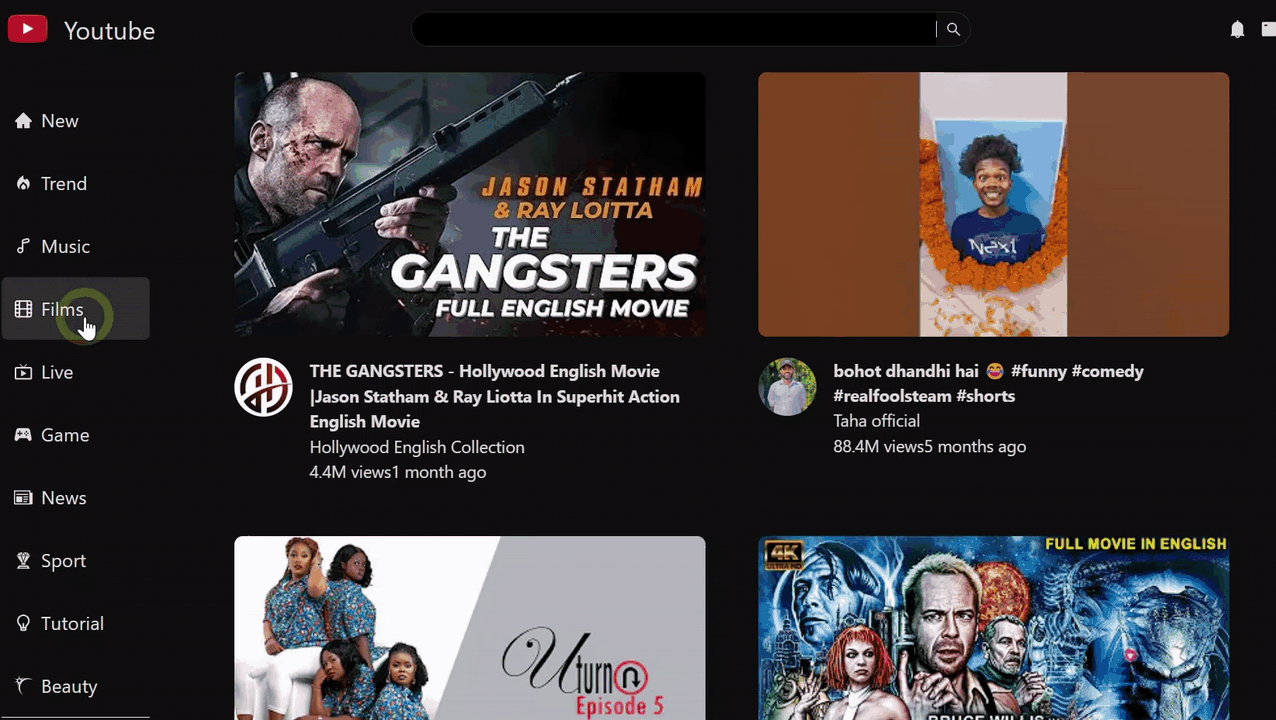 Youtube
New
Trend
Music
Films
Live
Game
News
Sport
Tutorial
Beauty
JASON STATHAM
& RAY LOITTA
THE
GANGSTERS
FULL ENGLISH MOVIE
THE GANGSTERS - Hollywood English Movie
|Jason Statham & Ray Liotta In Superhit Action
English Movie
Hollywood English Collection
4.4M views1 month ago
Next
bohot dhandhi hai 😂 #funny #comedy
#realfoolsteam #shorts
Taha official
88.4M views5 months ago
Uturn
Episode 5
4K
ULTRA HD
FULL MOVIE IN ENGLISH
BRUCE WILLIS